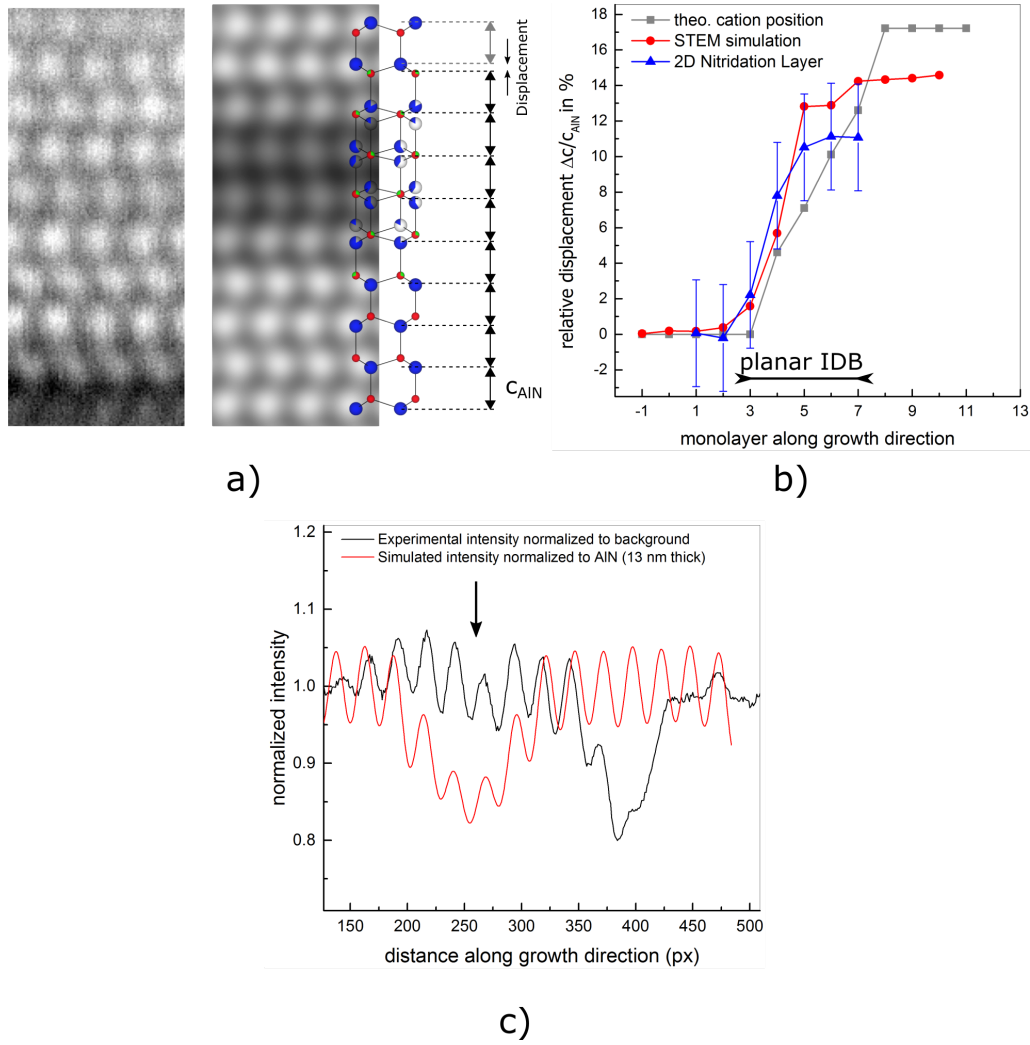 Displacement
cAlN
a)
theo. cation position
STEM simulation
2D Nitridation Layer
relative displacement Δc/cAlN in %
18
16
14
12
10
8
6
4
2
0
-2
planar IDB
-1 1 3 5 7 9 11 13
monolayer along growth direction
b)
Experimental intensity normalized to background
Simulated intensity normalized to AlN (13 nm thick)
normalized intensity
1.2
1.1
1.0
0.9
0.8
150 200 250 300 350 400 450 500
distance along growth direction (px)
c)